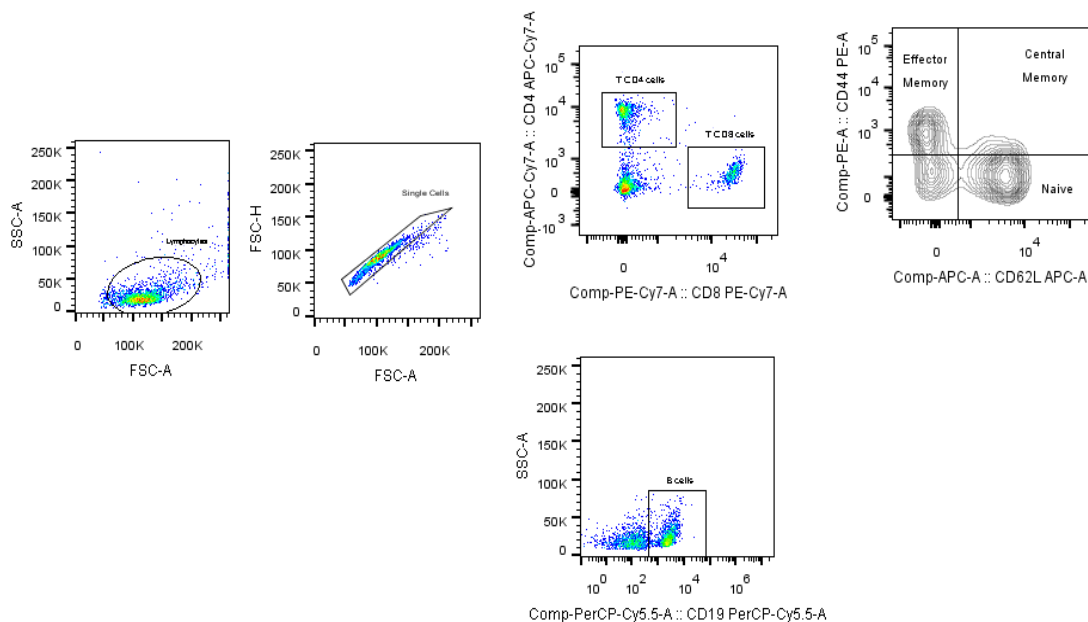 250K
200K
150K
100K
50K
0
SSC-A
Lymphocytes
0
100K
200K
FSC-A
250K
200K
150K
100K
50K
0
FSC-H
Single Cells
0
100K
200K
FSC-A
Comp-APC-Cy7-A :: CD4 APC-Cy7-A
10^5
10^4
10^3
0
-10^3
T CD4 cells
T CD8 cells
0
10^4
Comp-PE-Cy7-A :: CD8 PE-Cy7-A
Comp-PE-A :: CD44 PE-A
10^5
10^4
10^3
0
Effector
Memory
Central
Memory
Naive
0
10^4
Comp-APC-A :: CD62L APC-A
250K
200K
150K
100K
50K
0
SSC-A
B cells
10^0
10^2
10^4
10^6
Comp-PerCP-Cy5.5-A :: CD19 PerCP-Cy5.5-A